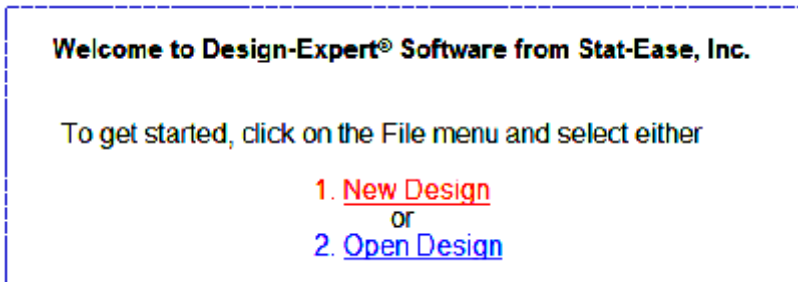 Welcome to Design-Expert® Software from Stat-Ease, Inc.
To get started, click on the File menu and select either
1. New Design
or
2. Open Design